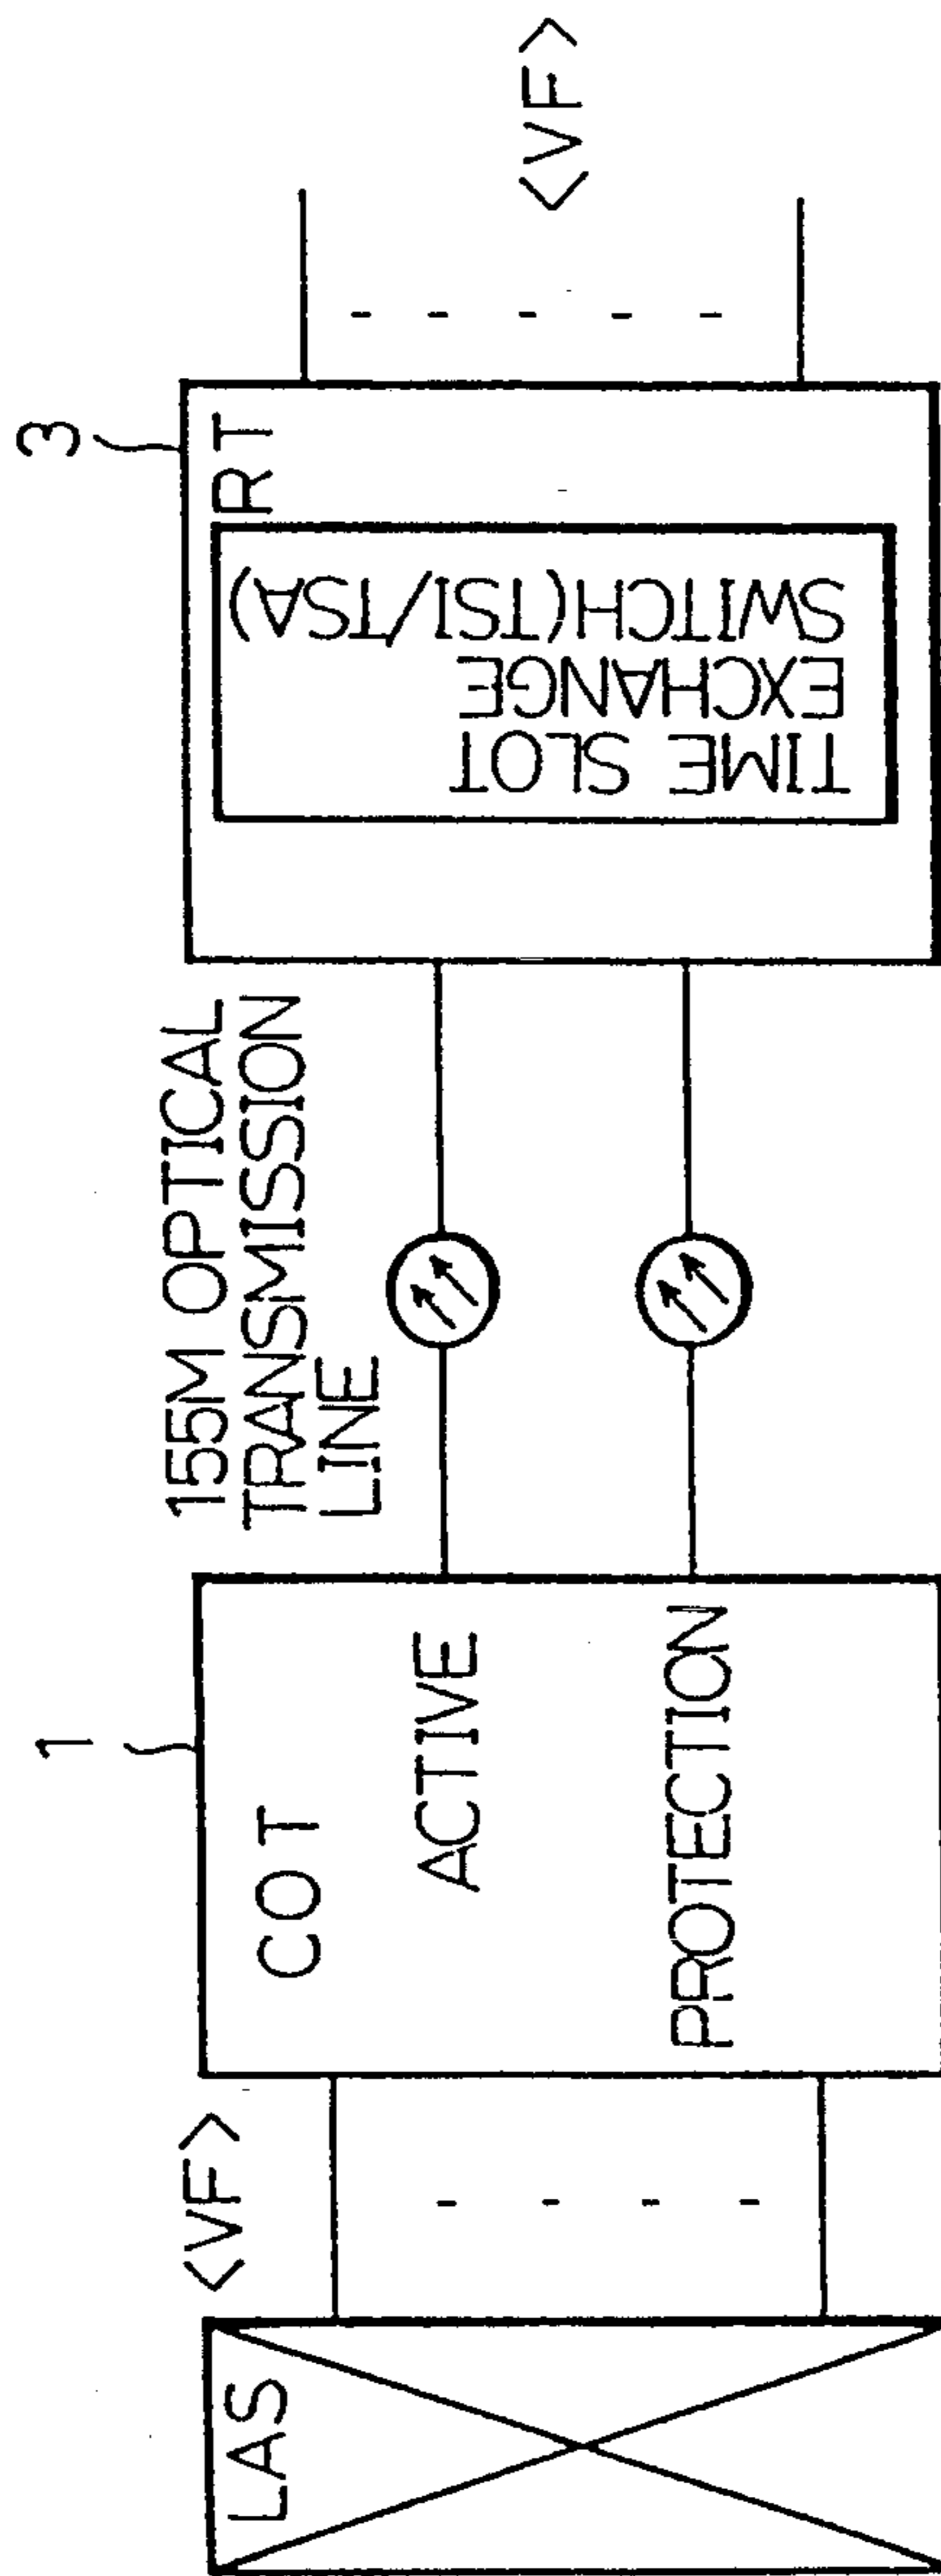 LAS
<VF>
1
COT
ACTIVE
PROTECTION
155M OPTICAL
TRANSMISSION
LINE
3
RT
TIME SLOT
EXCHANGE
SWITCH(TSI/TSA)
<VF>